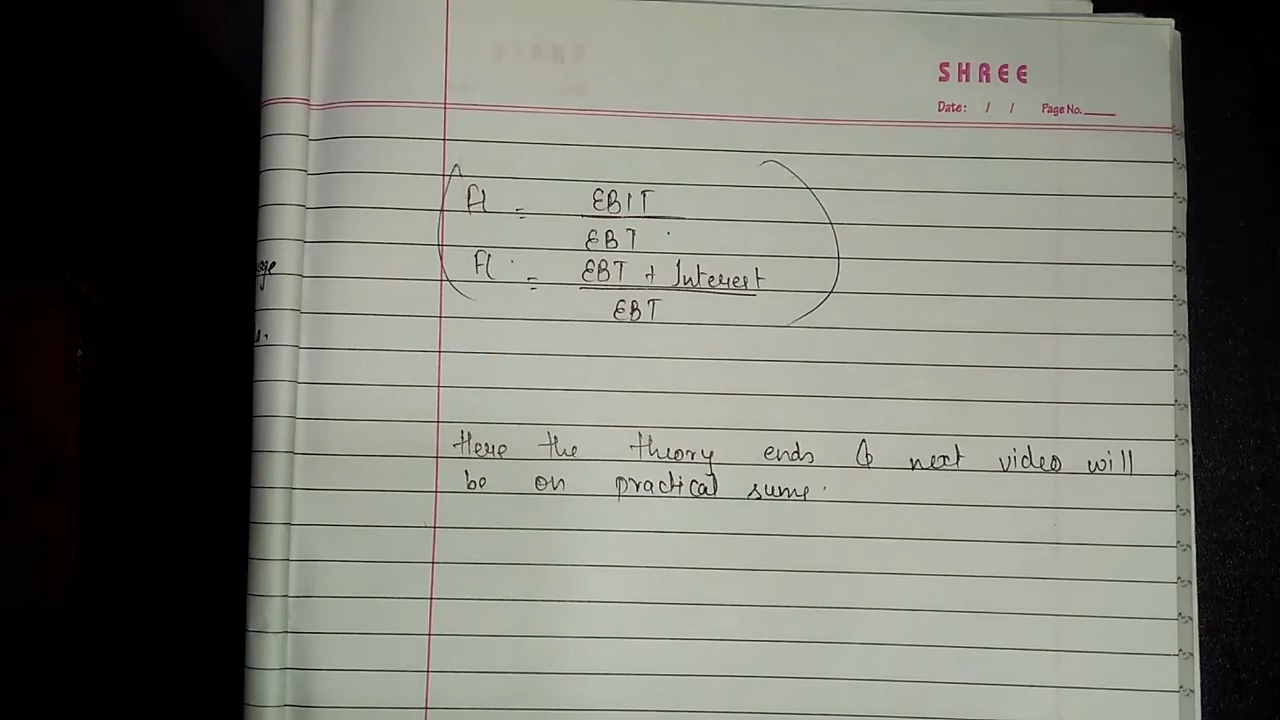 SHREE
Date: / / Page No.
FL = EBIT
EBT
FL = EBT + Interest
EBT
Here the theory ends & next video will
be on practical sums.